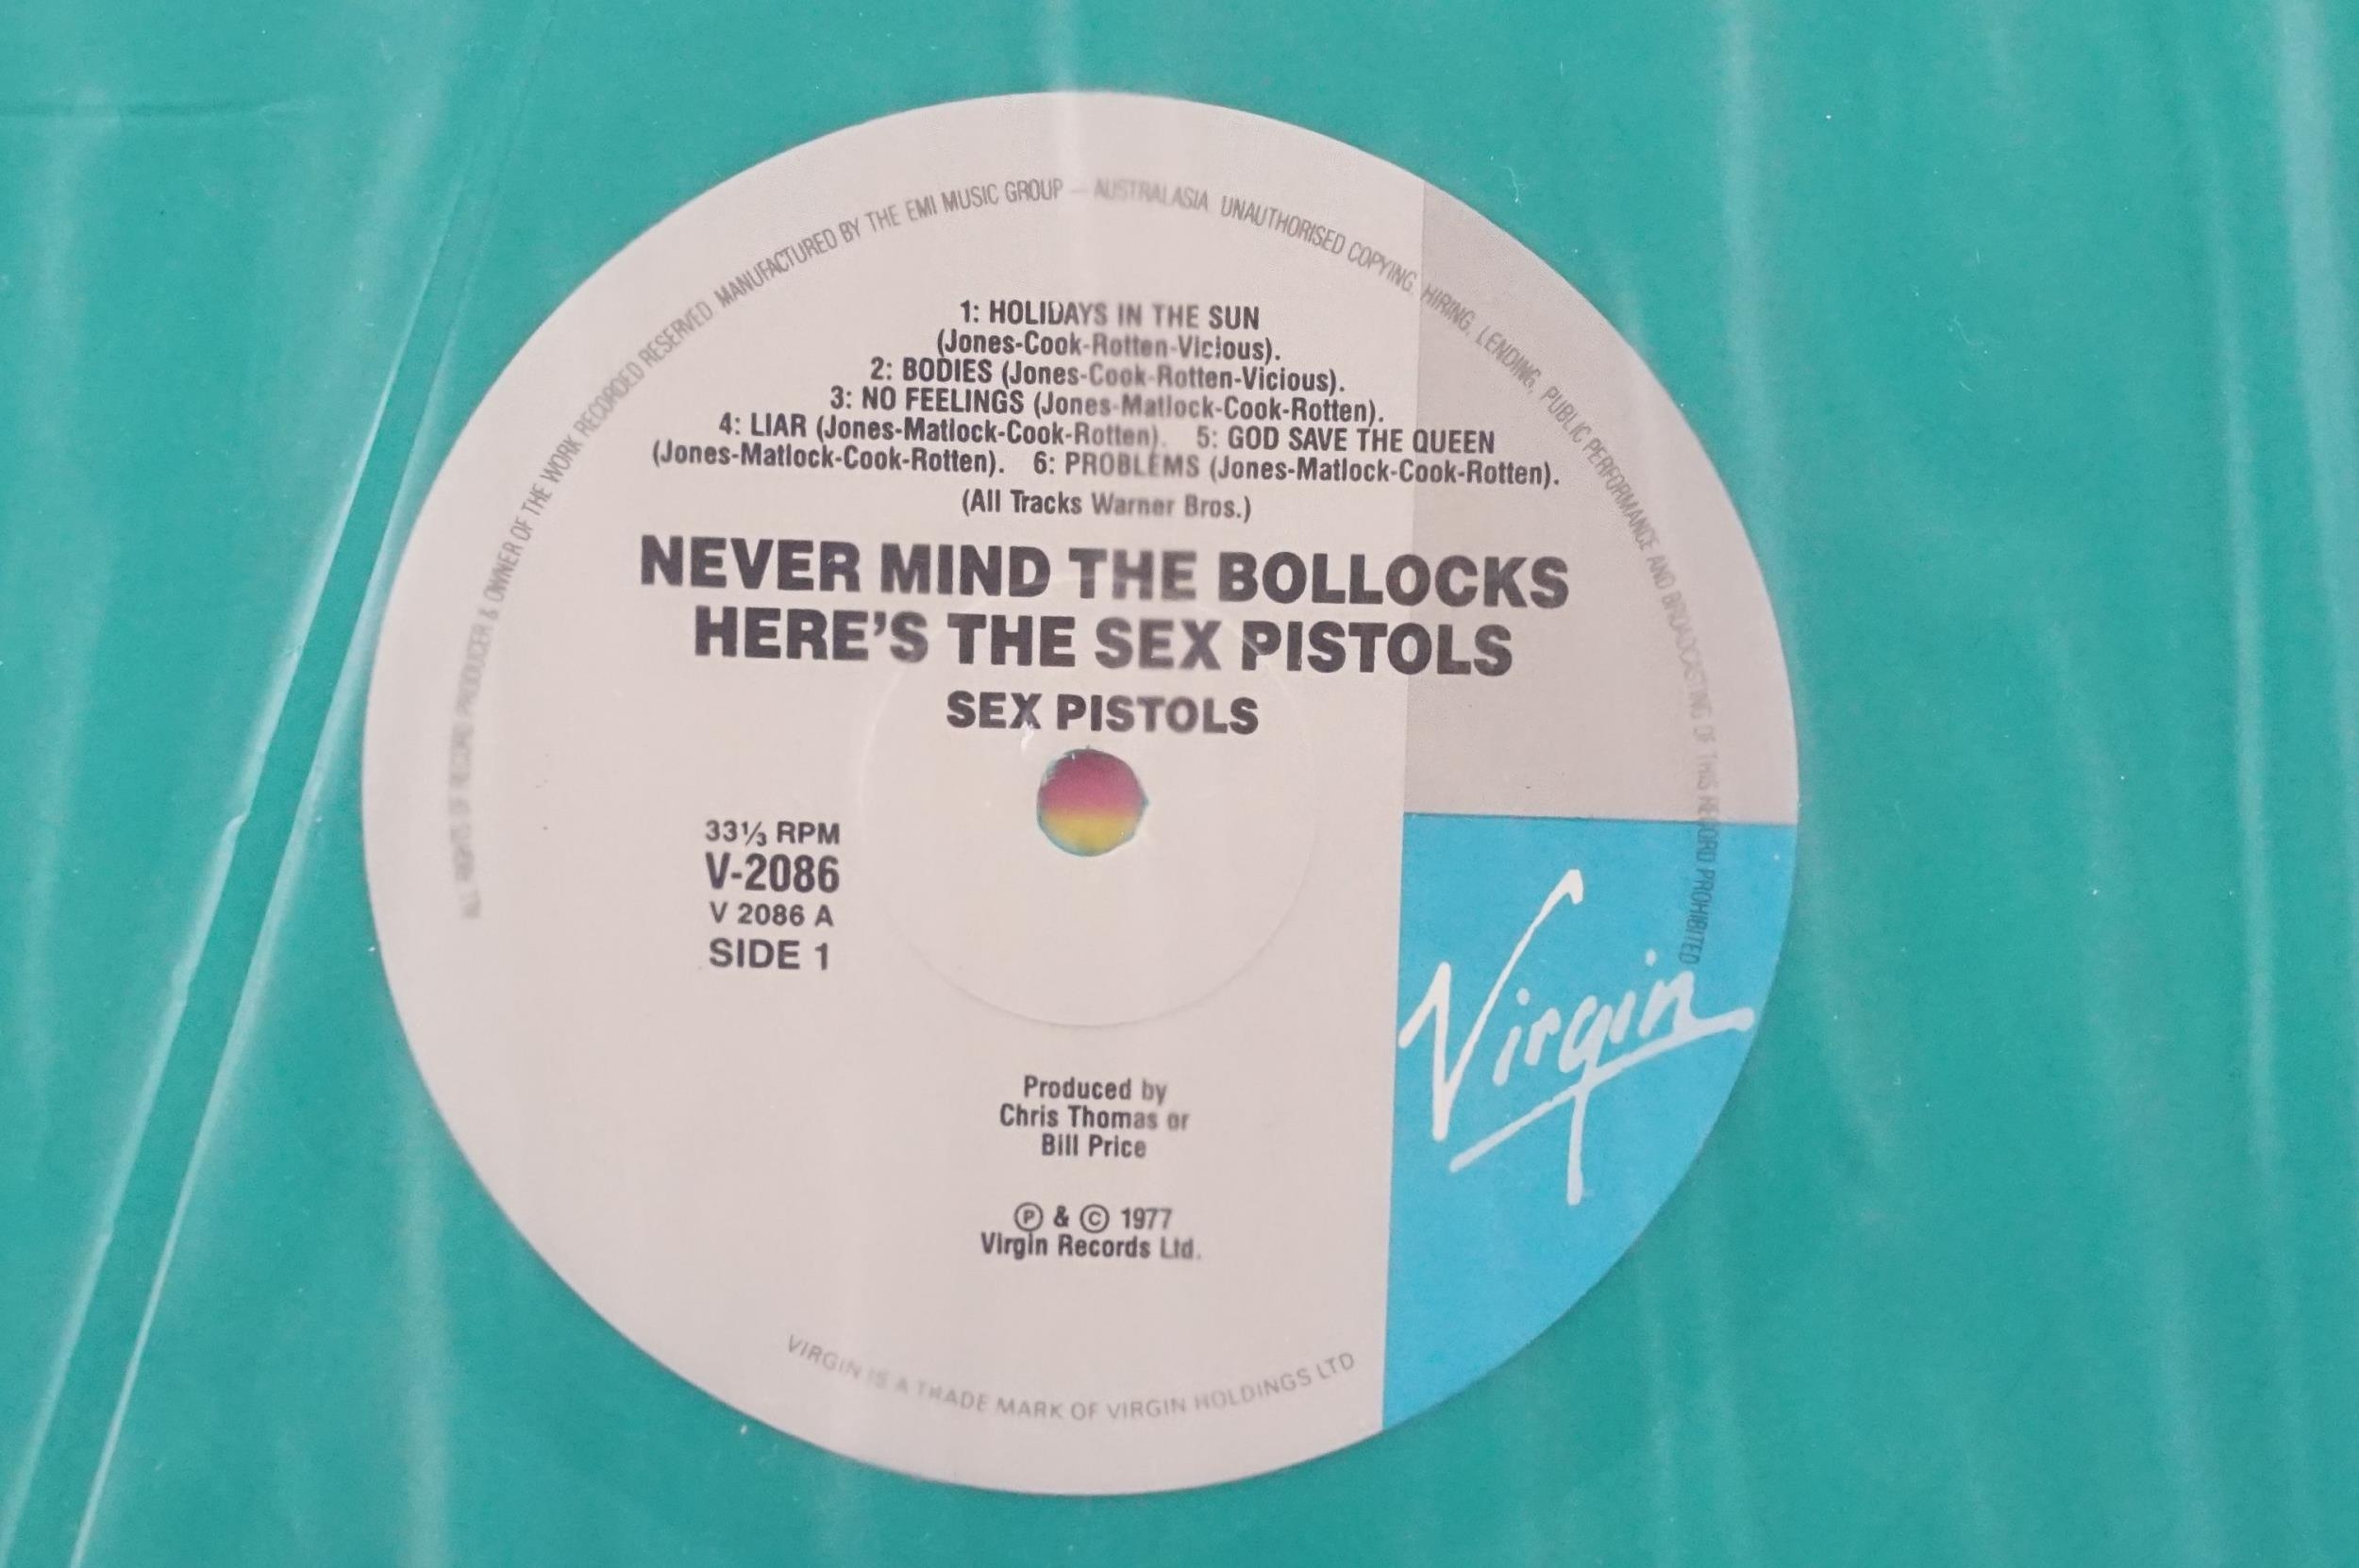 ALL RIGHTS OF RECORD PRODUCER & OWNER OF THE WORK RECORDED RESERVED. MANUFACTURED BY THE EMI MUSIC GROUP — AUSTRALASIA UNAUTHORISED COPYING, HIRING, LENDING, PUBLIC PERFORMANCE AND BROADCASTING OF THIS RECORD PROHIBITED
1: HOLIDAYS IN THE SUN
(Jones-Cook-Rotten-Vicious).
2: BODIES (Jones-Cook-Rotten-Vicious).
3: NO FEELINGS (Jones-Matlock-Cook-Rotten).
4: LIAR (Jones-Matlock-Cook-Rotten). 5: GOD SAVE THE QUEEN
(Jones-Matlock-Cook-Rotten). 6: PROBLEMS (Jones-Matlock-Cook-Rotten).
(All Tracks Warner Bros.)
NEVER MIND THE BOLLOCKS
HERE'S THE SEX PISTOLS
SEX PISTOLS
33⅓ RPM
V-2086
V 2086 A
SIDE 1
Virgin
Produced by
Chris Thomas or
Bill Price
Ⓟ & © 1977
Virgin Records Ltd.
VIRGIN IS A TRADE MARK OF VIRGIN HOLDINGS LTD